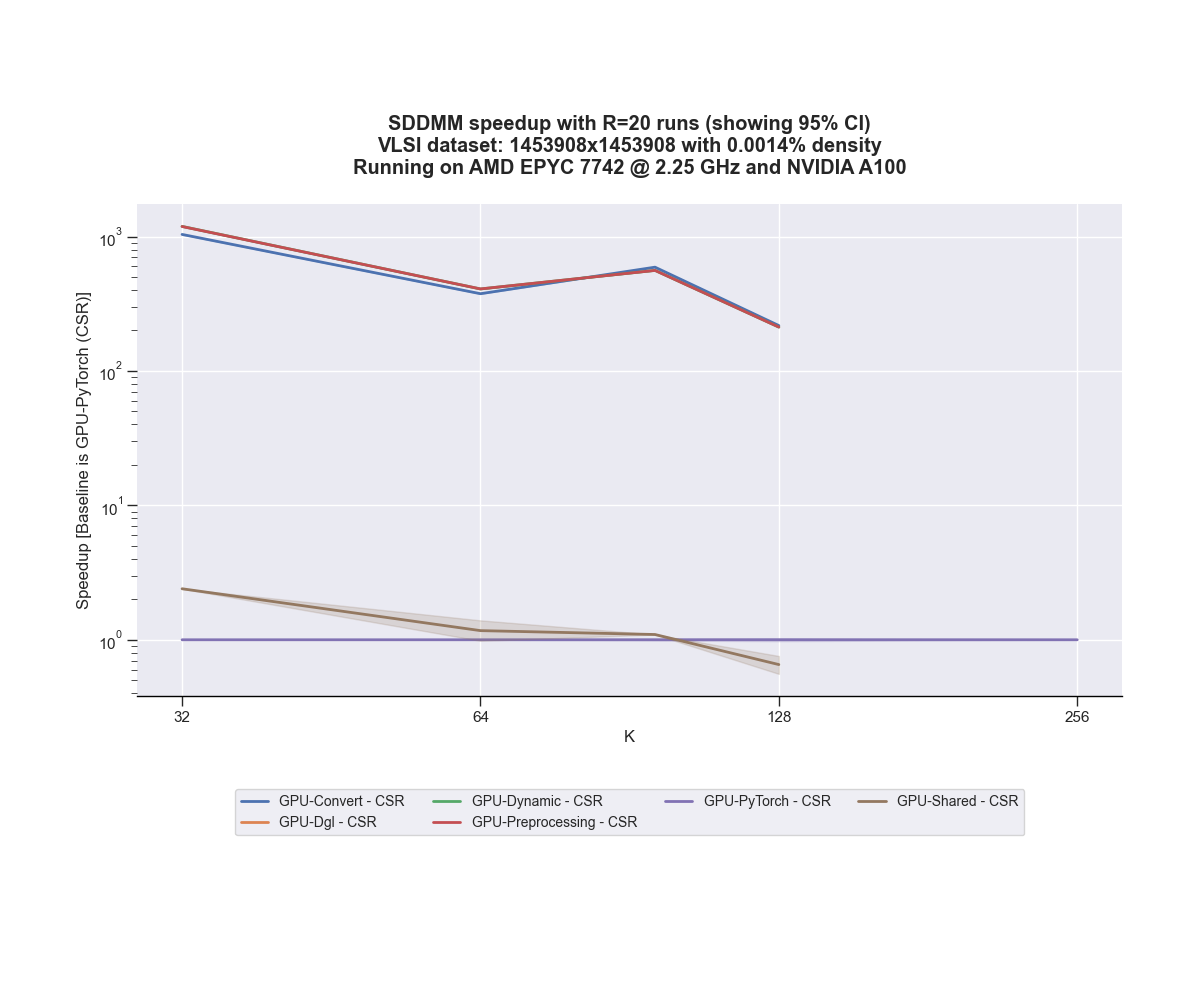 SDDMM speedup with R=20 runs (showing 95% CI)
VLSI dataset: 1453908x1453908 with 0.0014% density
Running on AMD EPYC 7742 @ 2.25 GHz and NVIDIA A100
Speedup [Baseline is GPU-PyTorch (CSR)]
10³
10²
10¹
10⁰
32
64
128
256
K
GPU-Convert - CSR
GPU-Dgl - CSR
GPU-Dynamic - CSR
GPU-Preprocessing - CSR
GPU-PyTorch - CSR
GPU-Shared - CSR